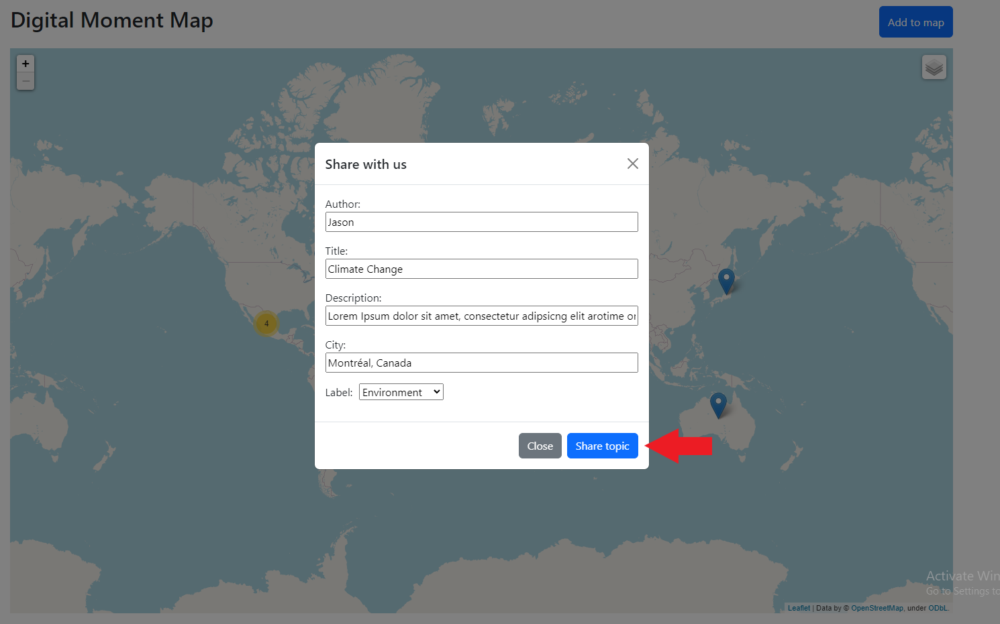 Digital Moment Map
Add to map
+
−
Share with us
Author:
Jason
Title:
Climate Change
Description:
Lorem Ipsum dolor sit amet, consectetur adipsicng elit arotime
4
City:
Montréal, Canada
Label: Environment
Close Share topic
Activate Win
Go to Settings to
Leaflet | Data by © OpenStreetMap, under ODbL.